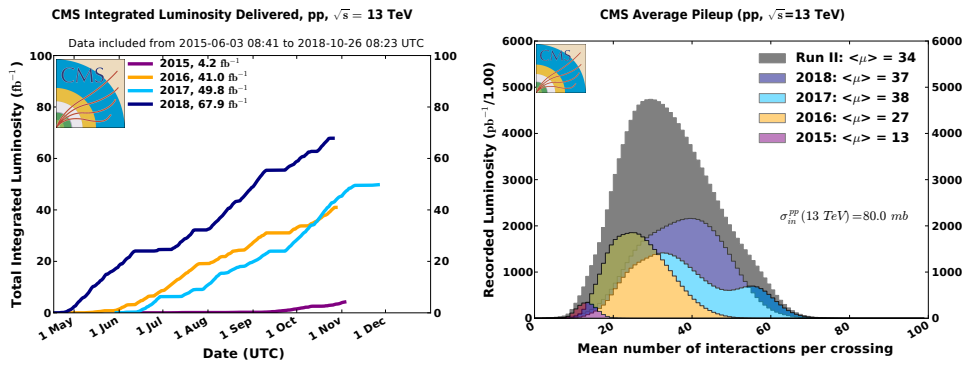 CMS Integrated Luminosity Delivered, pp, √s = 13 TeV
Data included from 2015-06-03 08:41 to 2018-10-26 08:23 UTC
CMS
2015, 4.2 fb⁻¹
2016, 41.0 fb⁻¹
2017, 49.8 fb⁻¹
2018, 67.9 fb⁻¹
Total Integrated Luminosity (fb⁻¹)
100
80
60
40
20
0
100
80
60
40
20
0
1 May
1 Jun
1 Jul
1 Aug
1 Sep
1 Oct
1 Nov
1 Dec
Date (UTC)
CMS Average Pileup (pp, √s=13 TeV)
CMS
Run II: <μ> = 34
2018: <μ> = 37
2017: <μ> = 38
2016: <μ> = 27
2015: <μ> = 13
σ_in^pp(13 TeV)=80.0 mb
Recorded Luminosity (pb⁻¹/1.00)
6000
5000
4000
3000
2000
1000
0
6000
5000
4000
3000
2000
1000
0
0
20
40
60
80
100
Mean number of interactions per crossing